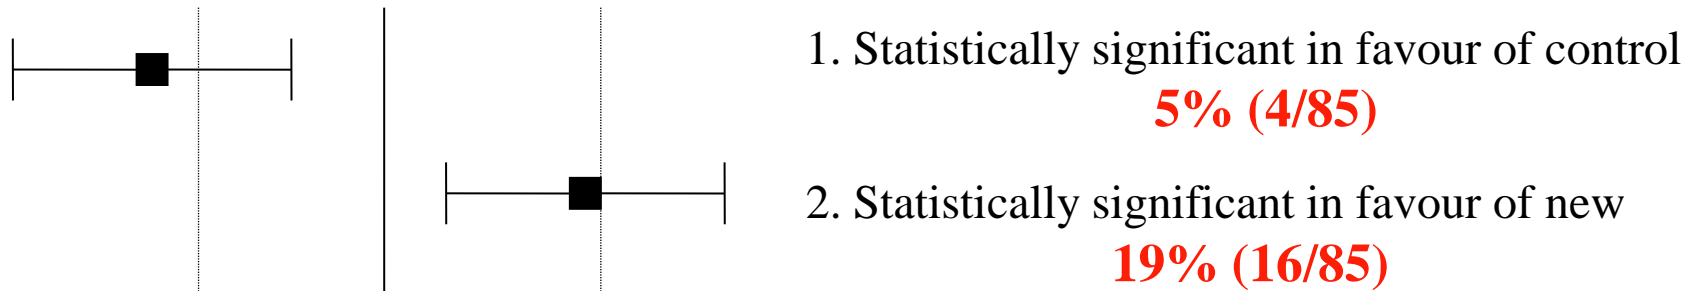 1. Statistically significant in favour of control
5% (4/85)
2. Statistically significant in favour of new
19% (16/85)